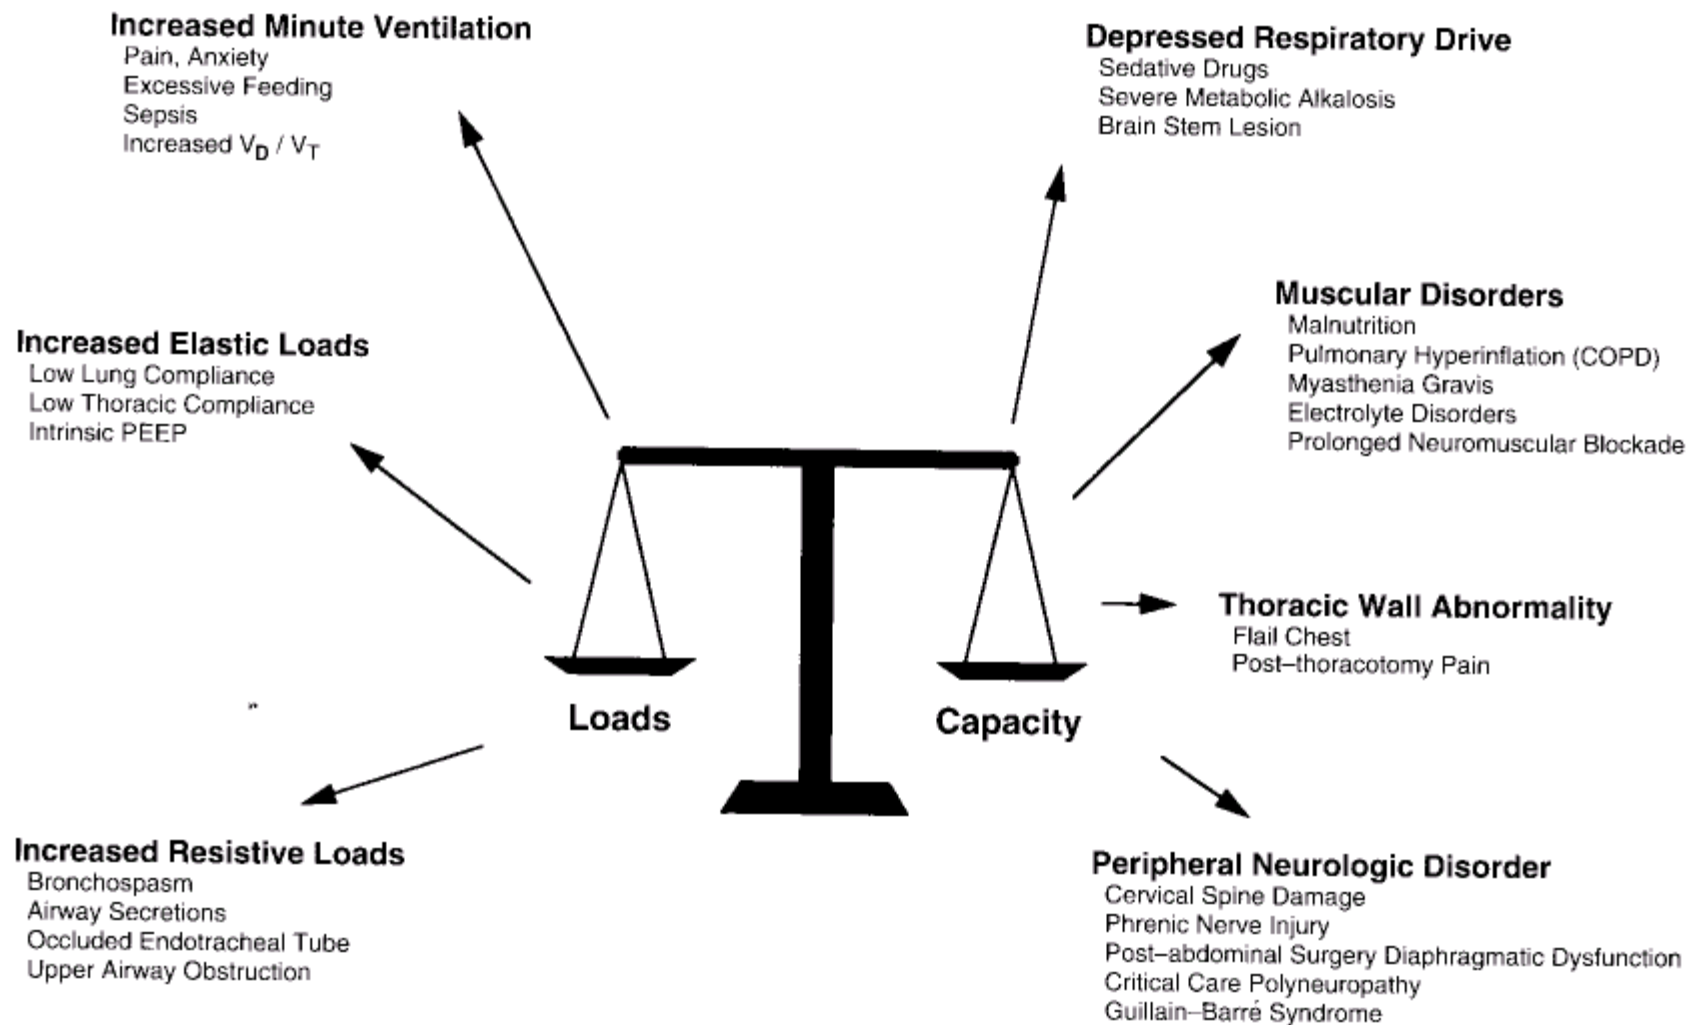 Increased Minute Ventilation
Pain, Anxiety
Excessive Feeding
Sepsis
Increased VD / VT
Depressed Respiratory Drive
Sedative Drugs
Severe Metabolic Alkalosis
Brain Stem Lesion
Increased Elastic Loads
Low Lung Compliance
Low Thoracic Compliance
Intrinsic PEEP
Muscular Disorders
Malnutrition
Pulmonary Hyperinflation (COPD)
Myasthenia Gravis
Electrolyte Disorders
Prolonged Neuromuscular Blockade
Thoracic Wall Abnormality
Flail Chest
Post–thoracotomy Pain
Loads
Capacity
Increased Resistive Loads
Bronchospasm
Airway Secretions
Occluded Endotracheal Tube
Upper Airway Obstruction
Peripheral Neurologic Disorder
Cervical Spine Damage
Phrenic Nerve Injury
Post–abdominal Surgery Diaphragmatic Dysfunction
Critical Care Polyneuropathy
Guillain–Barré Syndrome